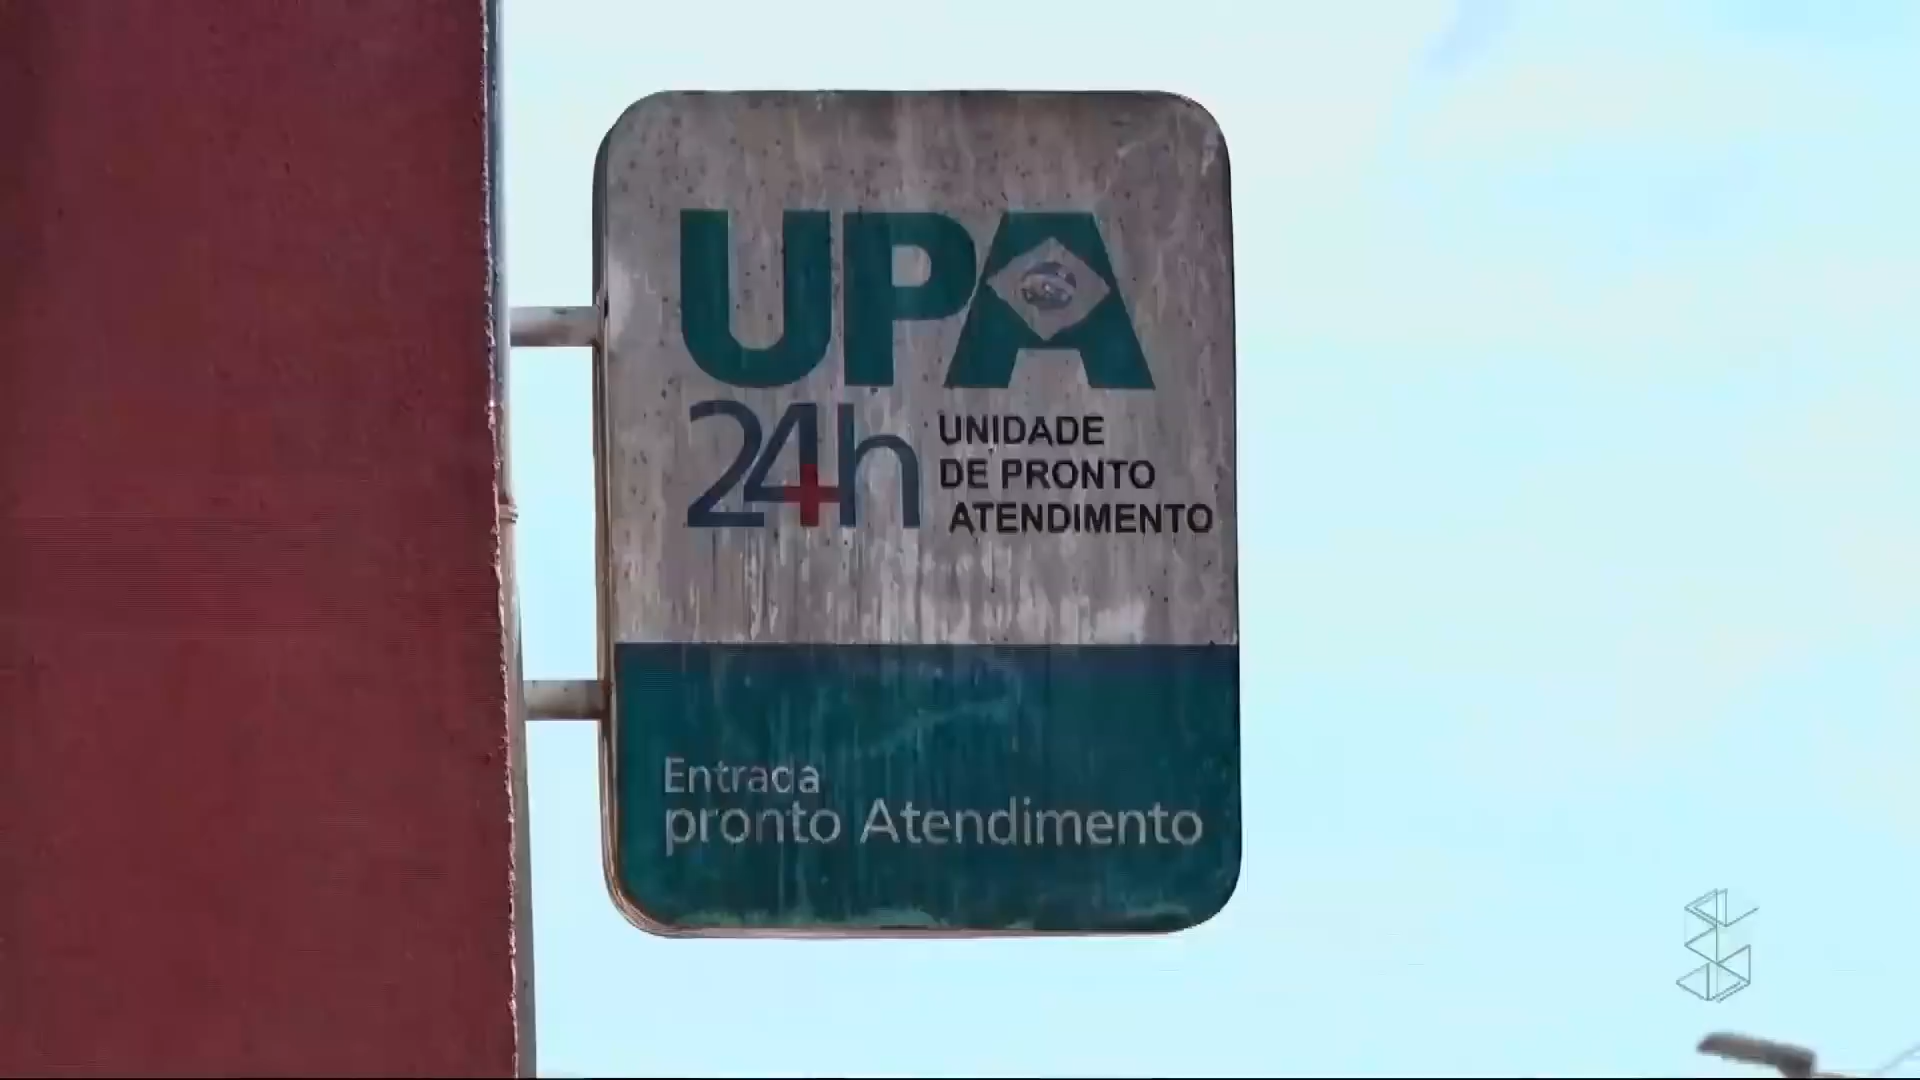 UPA
24h
UNIDADE
DE PRONTO
ATENDIMENTO
Entrada
pronto Atendimento